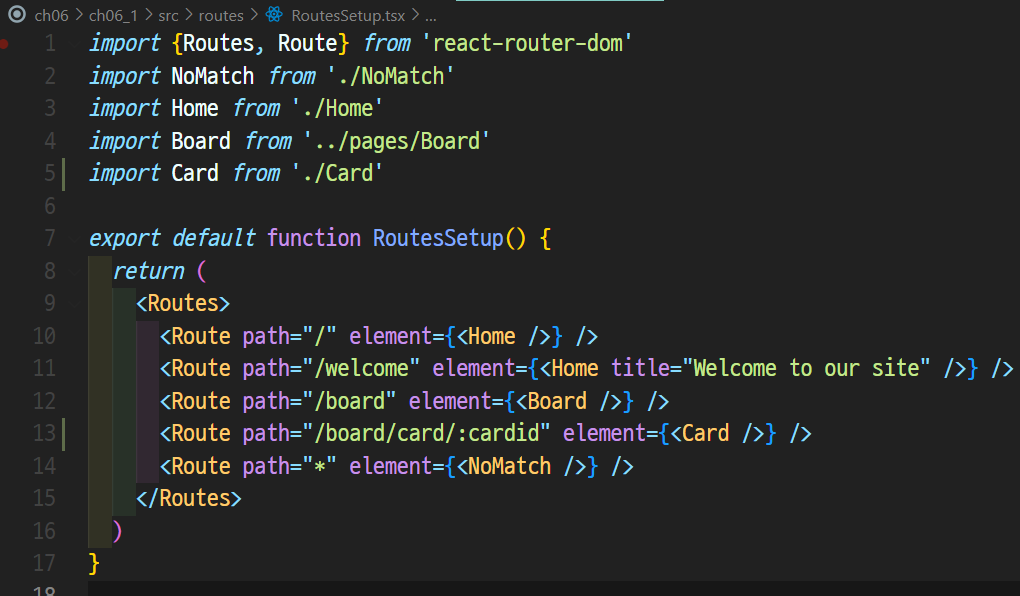 ch06 > ch06_1 > src > routes > RoutesSetup.tsx > ...
1 import {Routes, Route} from 'react-router-dom'
2 import NoMatch from './NoMatch'
3 import Home from './Home'
4 import Board from '../pages/Board'
5 import Card from './Card'
6
7 export default function RoutesSetup() {
8   return (
9     <Routes>
10       <Route path="/" element={<Home />} />
11       <Route path="/welcome" element={<Home title="Welcome to our site" />} />
12       <Route path="/board" element={<Board />} />
13       <Route path="/board/card/:cardid" element={<Card />} />
14       <Route path="*" element={<NoMatch />} />
15     </Routes>
16   )
17 }
18